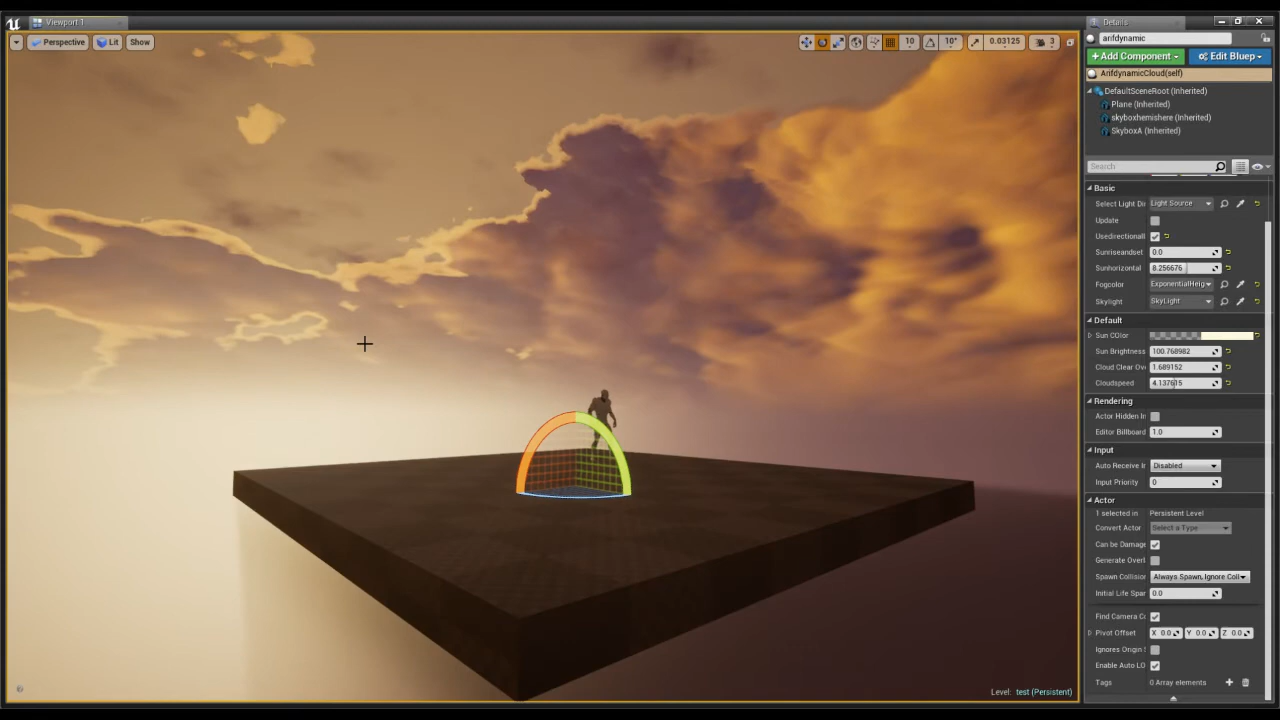 Viewport 1
Perspective
Lit
Show
10
10°
0.03125
3
Level: test (Persistent)
Details
arifdynamic
+Add Component
Edit Bluep
ArifdynamicCloud(self)
DefaultSceneRoot (Inherited)
Plane (Inherited)
skyboxhemishere (Inherited)
SkyboxA (Inherited)
Search
Basic
Select Light Dir Light Source
Update
Usedirectionall
Sunriseandset 0.0
Sunhorizontal 8.256676
Fogcolor ExponentialHeig
Skylight SkyLight
Default
Sun COlor
Sun Brightness 100.768982
Cloud Clear Ov 1.689152
Cloudspeed 4.137615
Rendering
Actor Hidden In
Editor Billboard 1.0
Input
Auto Receive I Disabled
Input Priority 0
Actor
1 selected in Persistent Level
Convert Actor Select a Type
Can be Damage
Generate Overl
Spawn Collision Always Spawn, Ignore Coll
Initial Life Spar 0.0
Find Camera Co
Pivot Offset X 0.0 Y 0.0 Z 0.0
Ignores Origin S
Enable Auto LO
Tags 0 Array elements